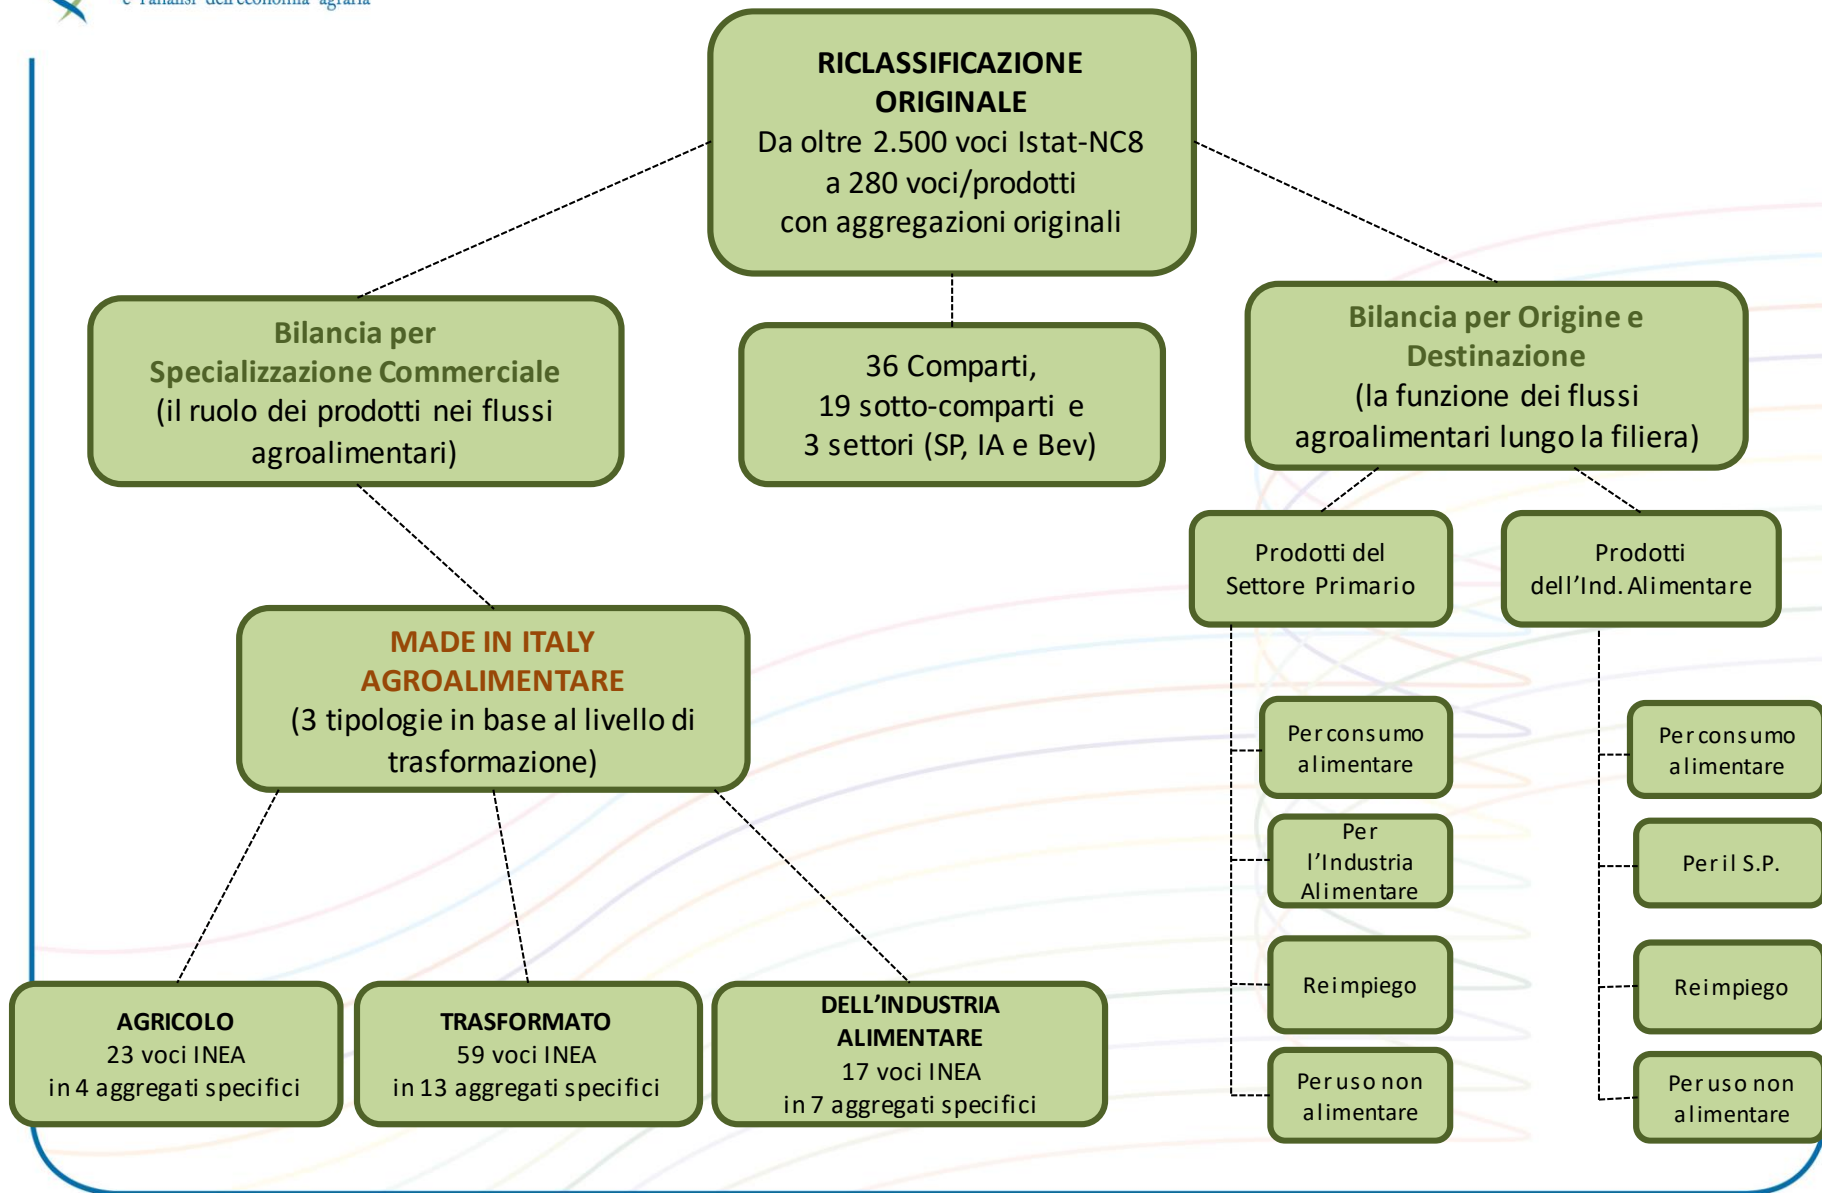 e l'analisi dell'economia agraria
RICLASSIFICAZIONE
ORIGINALE
Da oltre 2.500 voci Istat-NC8
a 280 voci/prodotti
con aggregazioni originali
Bilancia per
Specializzazione Commerciale
(il ruolo dei prodotti nei flussi
agroalimentari)
36 Comparti,
19 sotto-comparti e
3 settori (SP, IA e Bev)
Bilancia per Origine e
Destinazione
(la funzione dei flussi
agroalimentari lungo la filiera)
Prodotti del
Settore Primario
Prodotti
dell'Ind. Alimentare
MADE IN ITALY
AGROALIMENTARE
(3 tipologie in base al livello di
trasformazione)
Per consumo
alimentare
Per
l'Industria
Alimentare
Reimpiego
Per uso non
alimentare
Per consumo
alimentare
Per il S.P.
Reimpiego
Per uso non
alimentare
AGRICOLO
23 voci INEA
in 4 aggregati specifici
TRASFORMATO
59 voci INEA
in 13 aggregati specifici
DELL'INDUSTRIA
ALIMENTARE
17 voci INEA
in 7 aggregati specifici